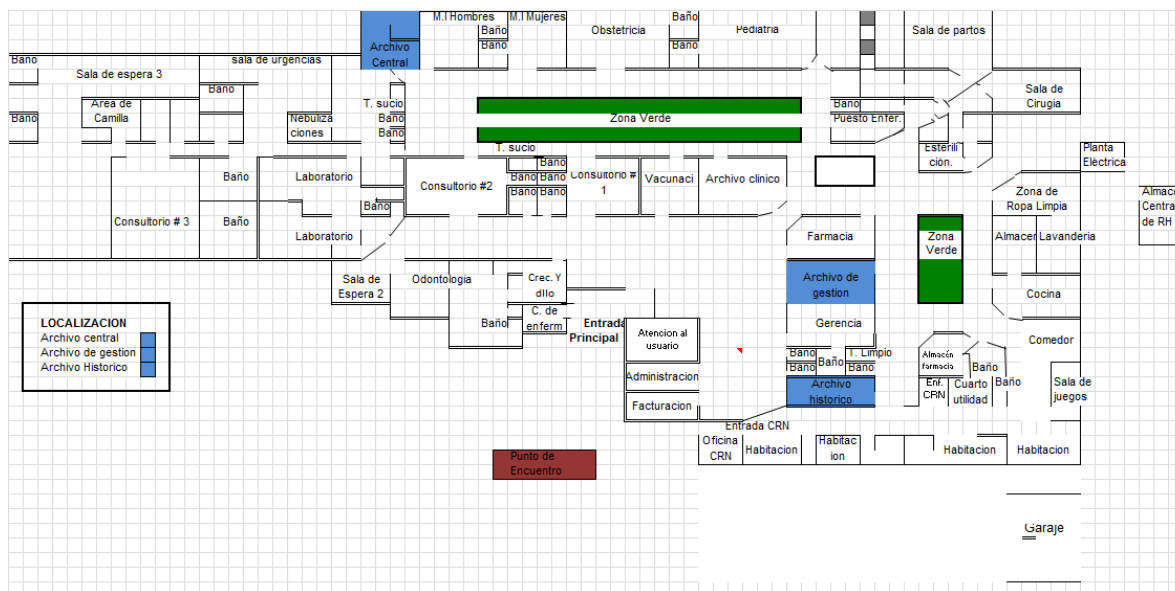 M.I Hombres
M.I Mujeres
Baño
Baño
Baño
Obstetricia
Baño
Baño
Pediatria
Sala de partos
Archivo
Central
Bano
Sala de espera 3
sala de urgencias
Baño
Sala de
Cirugia
Area de
Camilla
Bano
Nebuliza
ciones
T. sucio
Baño
Baño
Zona Verde
Baño
Puesto Enfer.
T. sucio
Esterili
ción.
Planta
Eléctrica
Baño
Laboratorio
Consultorio #2
Baño
Baño
Baño
Baño
Baño
Consultorio #
1
Vacunaci
Archivo clinico
Zona de
Ropa Limpia
Almac
Central
de RH
Consultorio # 3
Baño
Baño
Laboratorio
Farmacia
Zona
Verde
Almacer
Lavanderia
Sala de
Espera 2
Odontologia
Crec. Y
dllo
Archivo de
gestion
Cocina
LOCALIZACION
Archivo central
Archivo de gestion
Archivo Historico
Baño
C. de
enferm
Entrada
Principal
Atencion al
usuario
Gerencia
Comedor
Baño
Baño
Baño
T. Limpio
Baño
Almacén
farmacia
Baño
Administracion
Archivo
historico
Enf.
CRN
Cuarto
utilidad
Baño
Sala de
juegos
Facturacion
Entrada CRN
Oficina
CRN
Habitacion
Habitac
ion
Habitacion
Habitacion
Punto de
Encuentro
Garaje